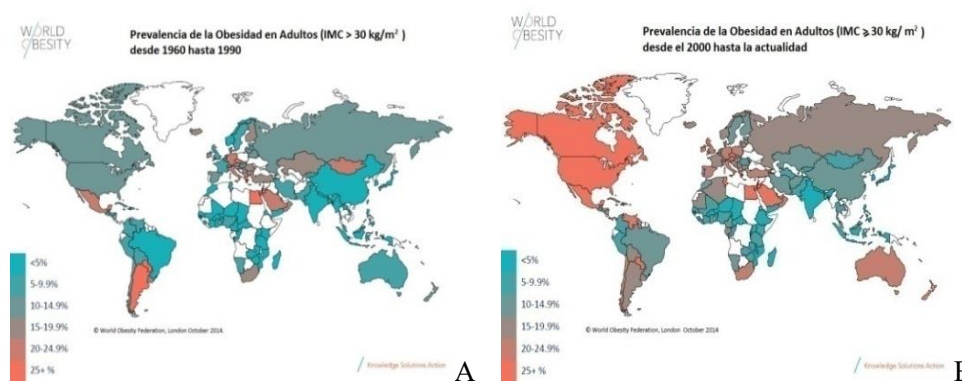 WORLD
OBESITY
Prevalencia de la Obesidad en Adultos (IMC > 30 kg/m²)
desde 1960 hasta 1990
<5%
5-9.9%
10-14.9%
15-19.9%
20-24.9%
25+ %
© World Obesity Federation, London October 2014
Knowledge Solutions Action
A
WORLD
OBESITY
Prevalencia de la Obesidad en Adultos (IMC ⩾ 30 kg/ m²)
desde el 2000 hasta la actualidad
<5%
5-9.9%
10-14.9%
15-19.9%
20-24.9%
25+ %
© World Obesity Federation, London October 2014
Knowledge Solutions Action